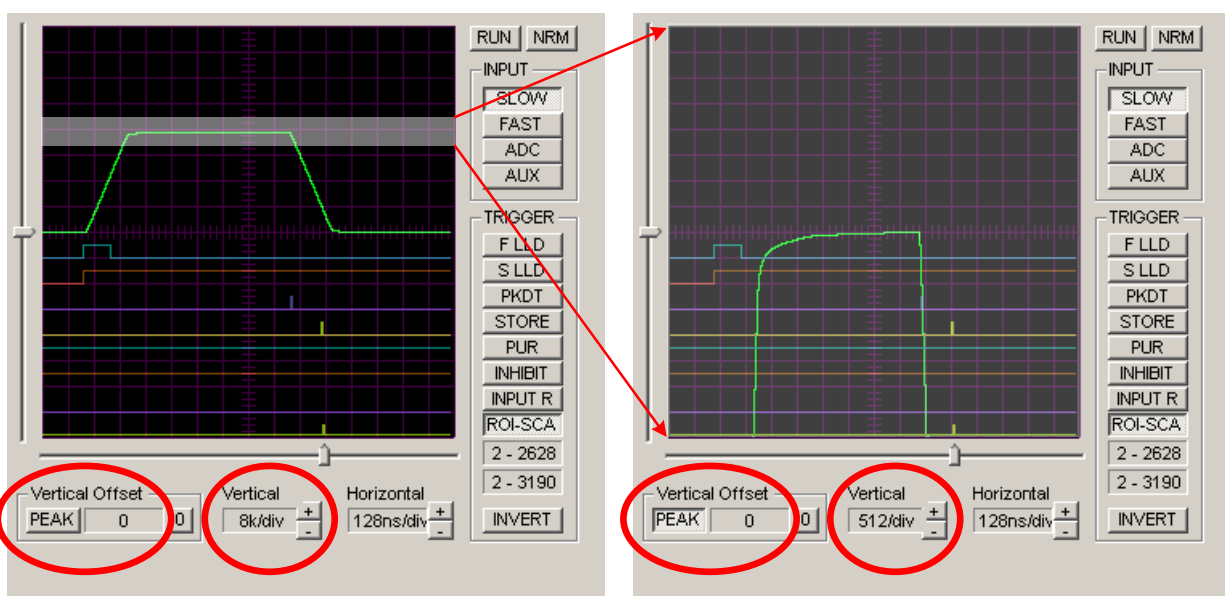 RUN NRM
INPUT
SLOW
FAST
ADC
AUX
TRIGGER
F LLD
S LLD
PKDT
STORE
PUR
INHIBIT
INPUT R
ROI-SCA
2 - 2628
2 - 3190
INVERT
Vertical Offset
PEAK 0 0
Vertical
8k/div + -
Horizontal
128ns/div + -
RUN NRM
INPUT
SLOW
FAST
ADC
AUX
TRIGGER
F LLD
S LLD
PKDT
STORE
PUR
INHIBIT
INPUT R
ROI-SCA
2 - 2628
2 - 3190
INVERT
Vertical Offset
PEAK 0 0
Vertical
512/div + -
Horizontal
128ns/div + -